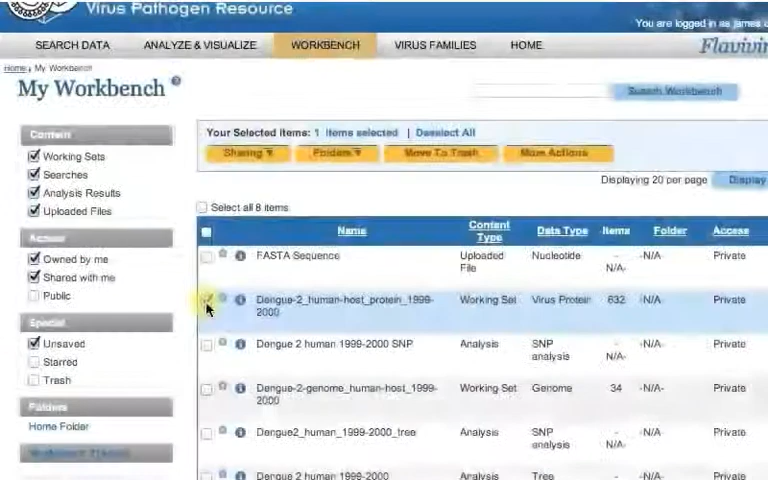 Virus Pathogen Resource
You are logged in as james
SEARCH DATA ANALYZE & VISUALIZE WORKBENCH VIRUS FAMILIES HOME
Home › My Workbench
My Workbench
Search Workbench
Content
Working Sets
Searches
Analysis Results
Uploaded Files
Access
Owned by me
Shared with me
Public
Special
Unsaved
Starred
Trash
Folders
Home Folder
Your Selected Items: 1 items selected | Deselect All
Sharing Folders Move To Trash More Actions
Displaying 20 per page Display
Select all 8 items
Name Content Type Data Type Items Folder Access
FASTA Sequence Uploaded File Nucleotide -N/A- -N/A Private
Dengue-2_human-host_protein_1999-2000 Working Set Virus Protein 632 -N/A Private
Dengue 2 human 1999-2000 SNP Analysis SNP analysis -N/A- -N/A Private
Dengue-2-genome_human-host_1999-2000 Working Set Genome 34 -N/A Private
Dengue2_human_1999-2000_tree Analysis SNP analysis -N/A- -N/A Private
Dengue 2 human 1999-2000 Analysis Tree - -N/A Private